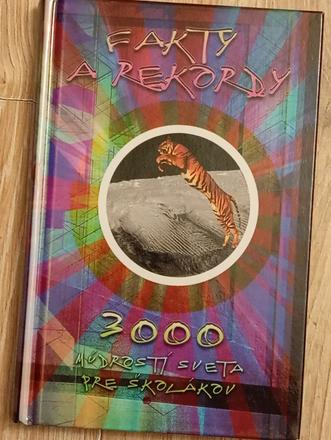 FAKTY
A REKORDY
3000
MÚDROSTÍ SVETA
PRE ŠKOLÁKOV